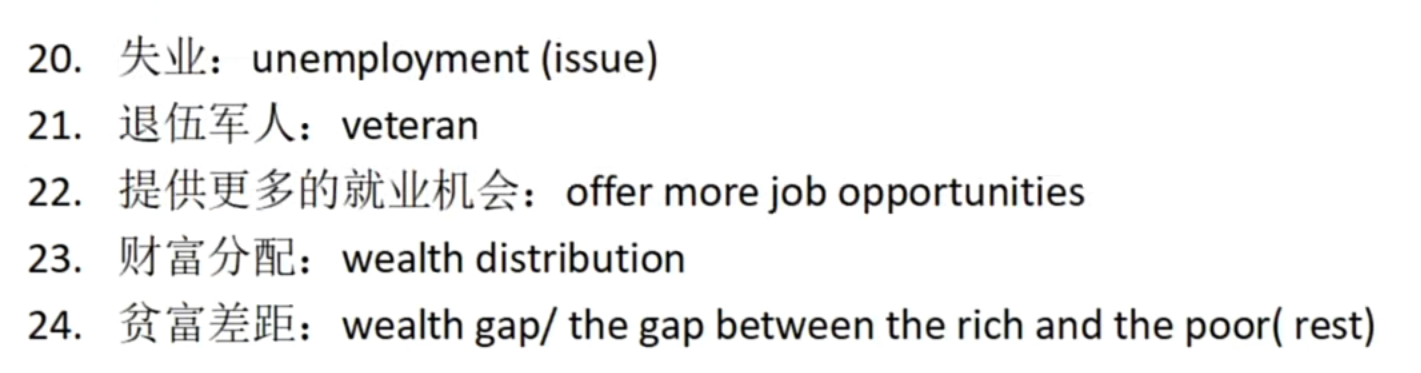 20. 失业：unemployment (issue)
21. 退伍军人：veteran
22. 提供更多的就业机会：offer more job opportunities
23. 财富分配：wealth distribution
24. 贫富差距：wealth gap/ the gap between the rich and the poor( rest)